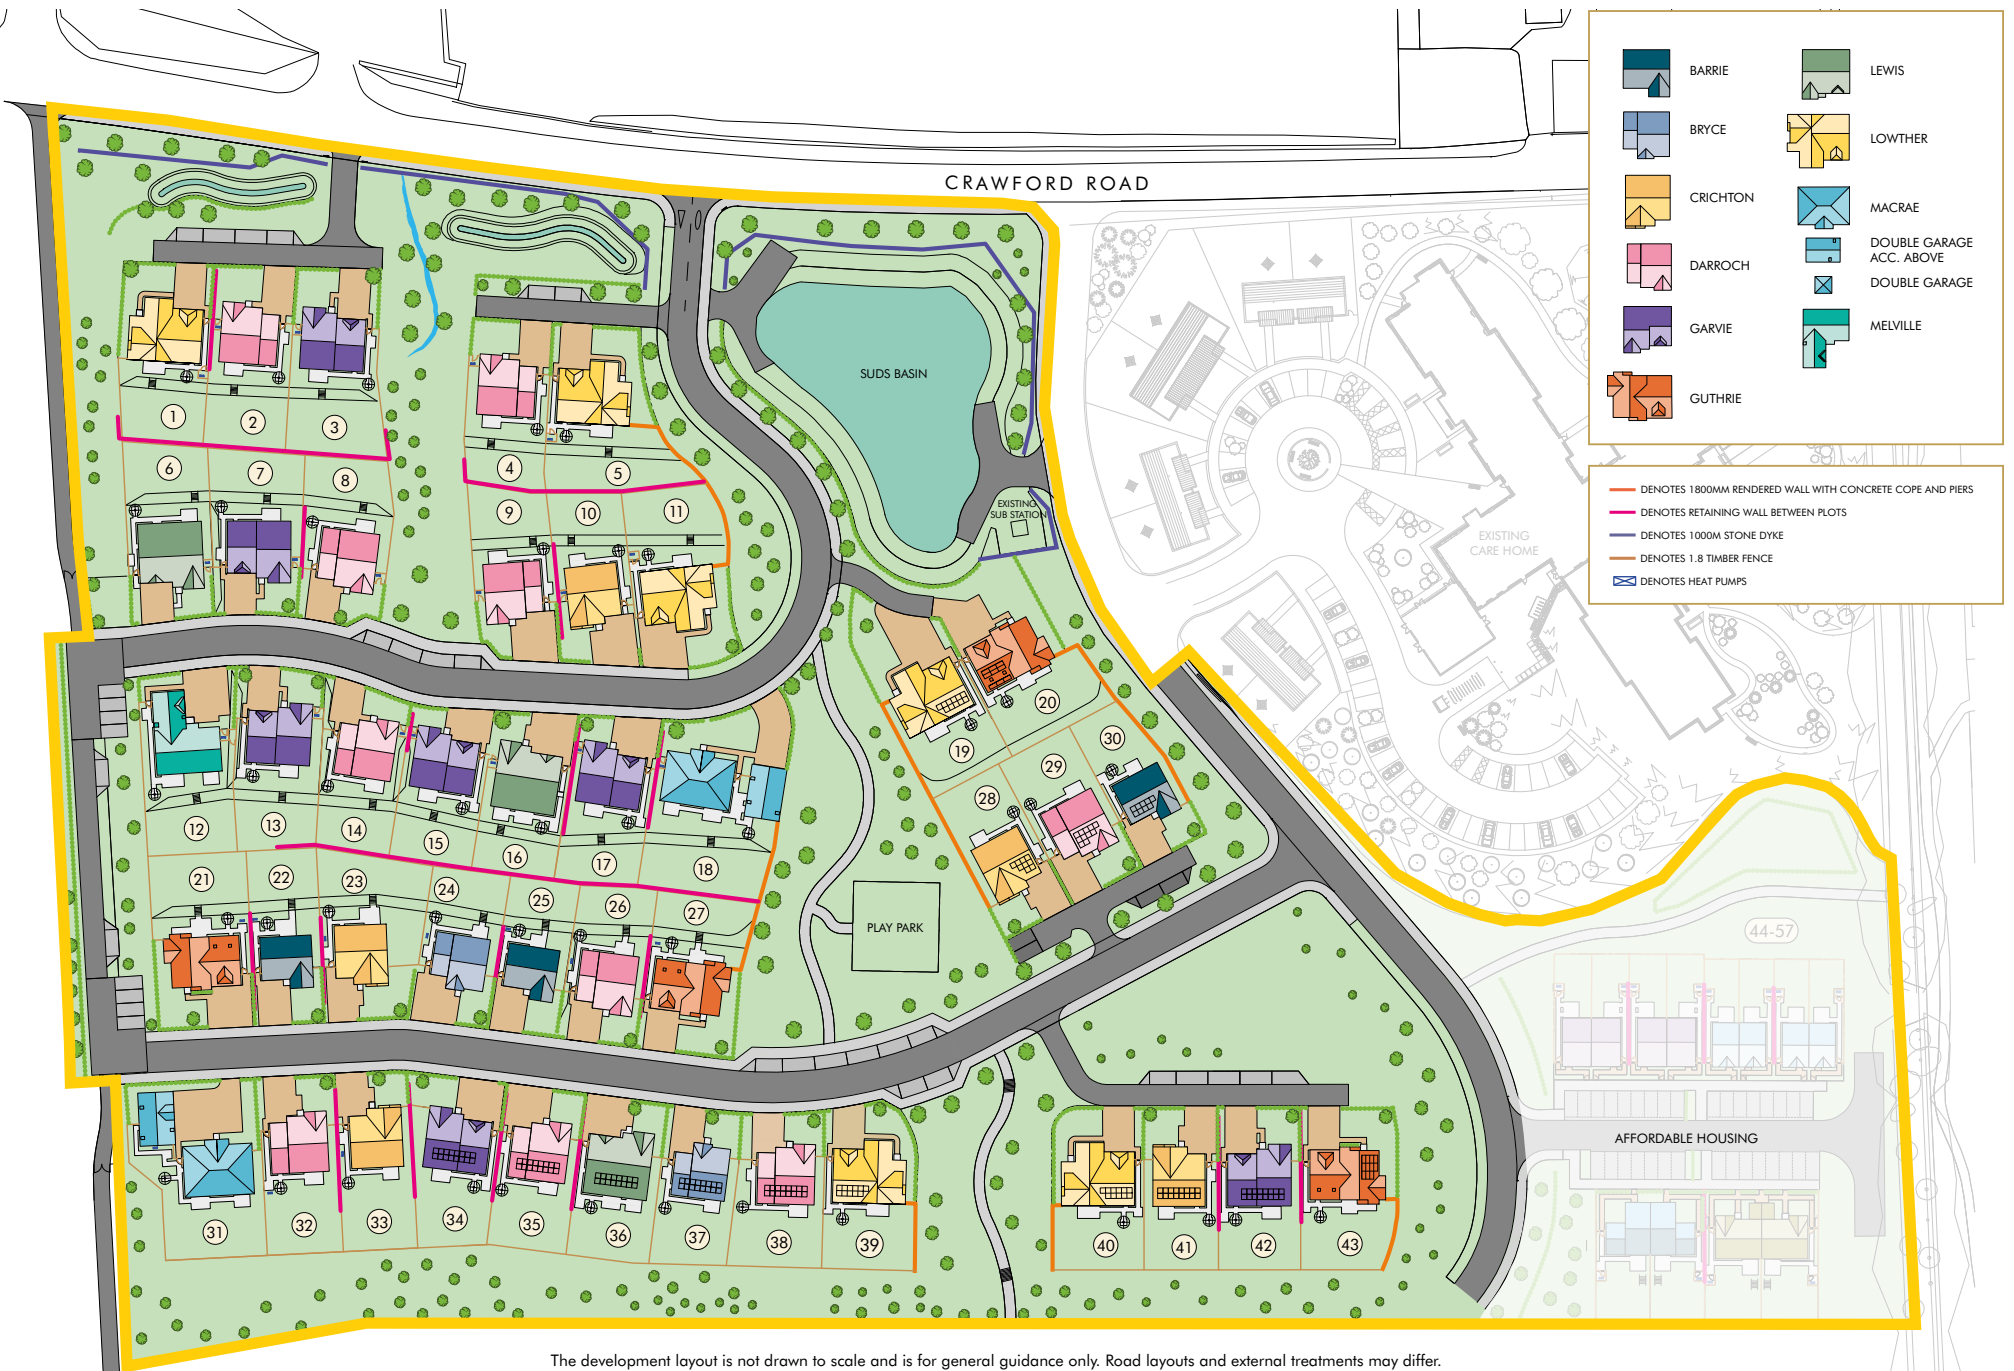 CRAWFORD ROAD
BARRIE
BRYCE
CRICHTON
DARROCH
GARVIE
GUTHRIE
LEWIS
LOWTHER
MACRAE
DOUBLE GARAGE
ACC. ABOVE
DOUBLE GARAGE
MELVILLE
DENOTES 1800MM RENDERED WALL WITH CONCRETE COPE AND PIERS
DENOTES RETAINING WALL BETWEEN PLOTS
DENOTES 1000M STONE DYKE
DENOTES 1.8 TIMBER FENCE
DENOTES HEAT PUMPS
SUDS BASIN
EXISTING
SUB STATION
EXISTING
CARE HOME
1
2
3
4
5
6
7
8
9
10
11
12
13
14
15
16
17
18
19
20
21
22
23
24
25
26
27
28
29
30
PLAY PARK
31
32
33
34
35
36
37
38
39
40
41
42
43
44-57
AFFORDABLE HOUSING
The development layout is not drawn to scale and is for general guidance only. Road layouts and external treatments may differ.